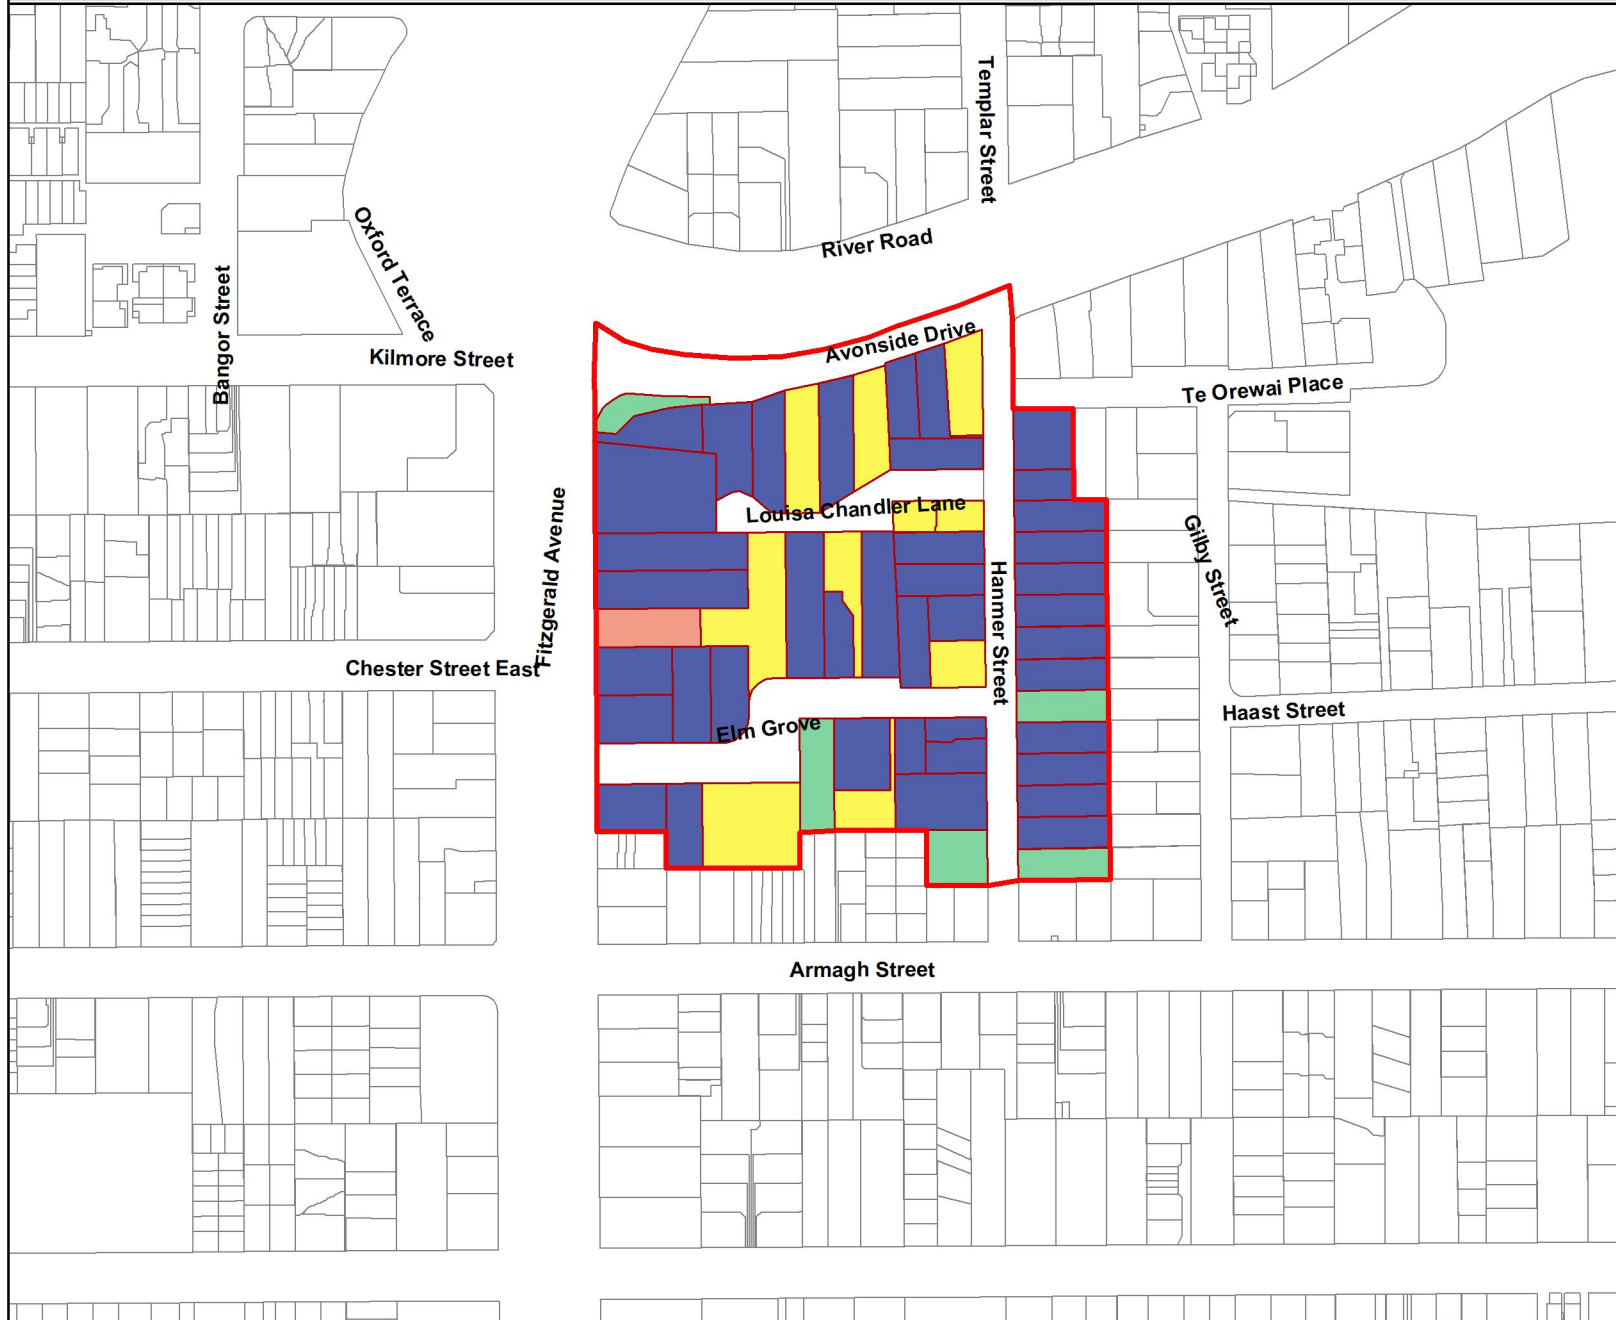 Templar Street
Oxford Terrace
River Road
Bangor Street
Avonside Drive
Kilmore Street
Te Orewai Place
Louisa Chandler Lane
Fitzgerald Avenue
Gilby Street
Hanmer Street
Chester Street East
Elm Grove
Haast Street
Armagh Street